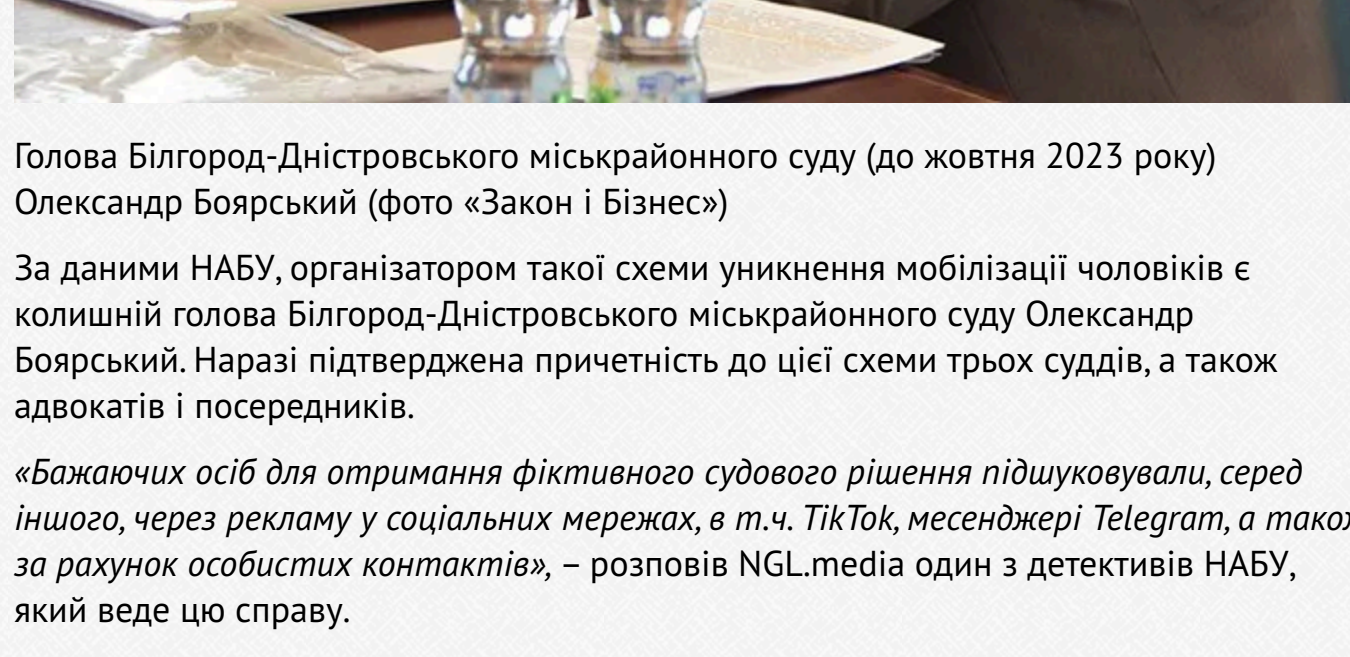 Голова Білгород-Дністровського міськрайонного суду (до жовтня 2023 року)
Олександр Боярський (фото «Закон і Бізнес»)
За даними НАБУ, організатором такої схеми уникнення мобілізації чоловіків є
колишній голова Білгород-Дністровського міськрайонного суду Олександр
Боярський. Наразі підтверджена причетність до цієї схеми трьох суддів, а також
адвокатів і посередників.
«Бажаючих осіб для отримання фіктивного судового рішення підшуковували, серед
іншого, через рекламу у соціальних мережах, в т.ч. TikTok, месенджері Telegram, а також
за рахунок особистих контактів», – розповів NGL.media один з детективів НАБУ,
який веде цю справу.